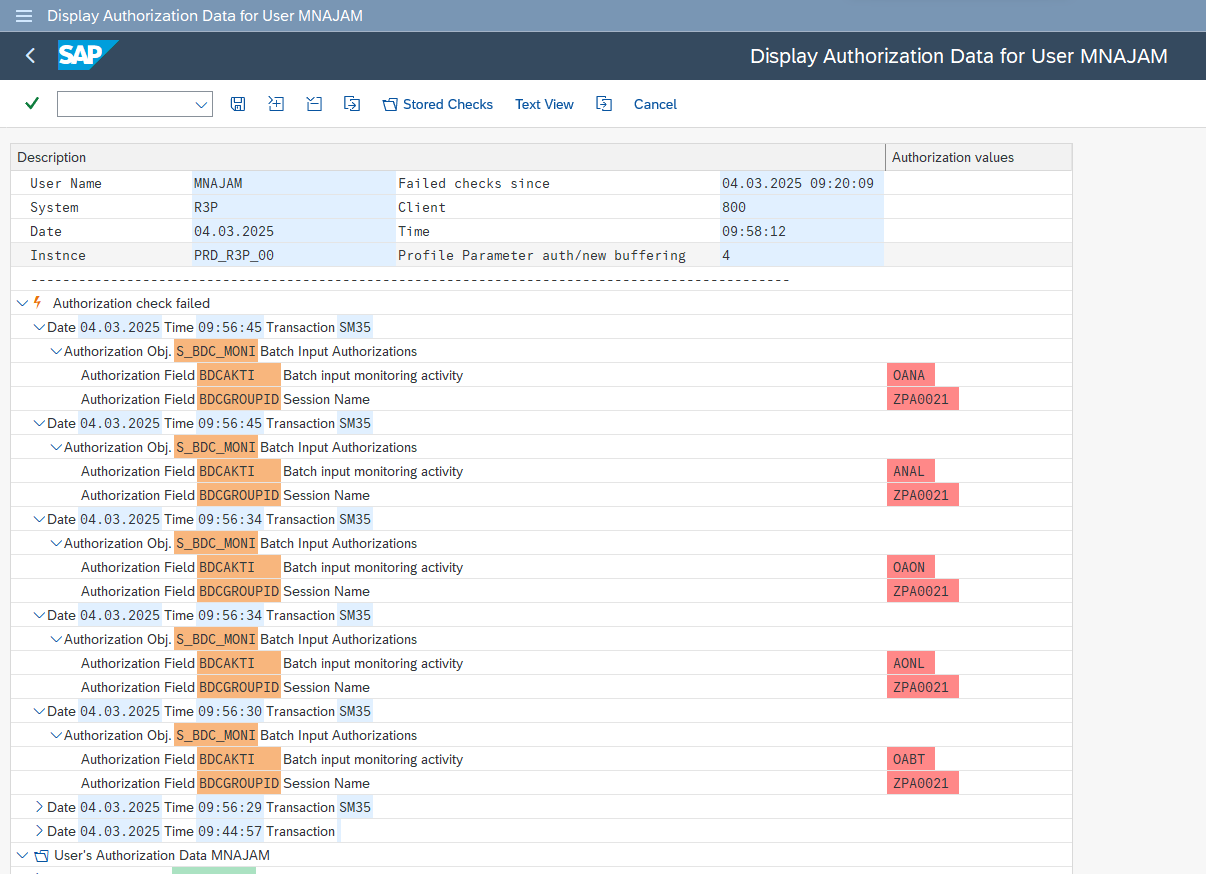 Display Authorization Data for User MNAJAM
SAP Display Authorization Data for User MNAJAM
Stored Checks Text View Cancel
Description Authorization values
User Name MNAJAM Failed checks since 04.03.2025 09:20:09
System R3P Client 800
Date 04.03.2025 Time 09:58:12
Instnce PRD_R3P_00 Profile Parameter auth/new buffering 4
-----------------------------------------------------------------------------------------------
Authorization check failed
Date 04.03.2025 Time 09:56:45 Transaction SM35
Authorization Obj. S_BDC_MONI Batch Input Authorizations
Authorization Field BDCAKTI Batch input monitoring activity OANA
Authorization Field BDCGROUPID Session Name ZPA0021
Date 04.03.2025 Time 09:56:45 Transaction SM35
Authorization Obj. S_BDC_MONI Batch Input Authorizations
Authorization Field BDCAKTI Batch input monitoring activity ANAL
Authorization Field BDCGROUPID Session Name ZPA0021
Date 04.03.2025 Time 09:56:34 Transaction SM35
Authorization Obj. S_BDC_MONI Batch Input Authorizations
Authorization Field BDCAKTI Batch input monitoring activity OAON
Authorization Field BDCGROUPID Session Name ZPA0021
Date 04.03.2025 Time 09:56:34 Transaction SM35
Authorization Obj. S_BDC_MONI Batch Input Authorizations
Authorization Field BDCAKTI Batch input monitoring activity AONL
Authorization Field BDCGROUPID Session Name ZPA0021
Date 04.03.2025 Time 09:56:30 Transaction SM35
Authorization Obj. S_BDC_MONI Batch Input Authorizations
Authorization Field BDCAKTI Batch input monitoring activity OABT
Authorization Field BDCGROUPID Session Name ZPA0021
Date 04.03.2025 Time 09:56:29 Transaction SM35
Date 04.03.2025 Time 09:44:57 Transaction
User's Authorization Data MNAJAM